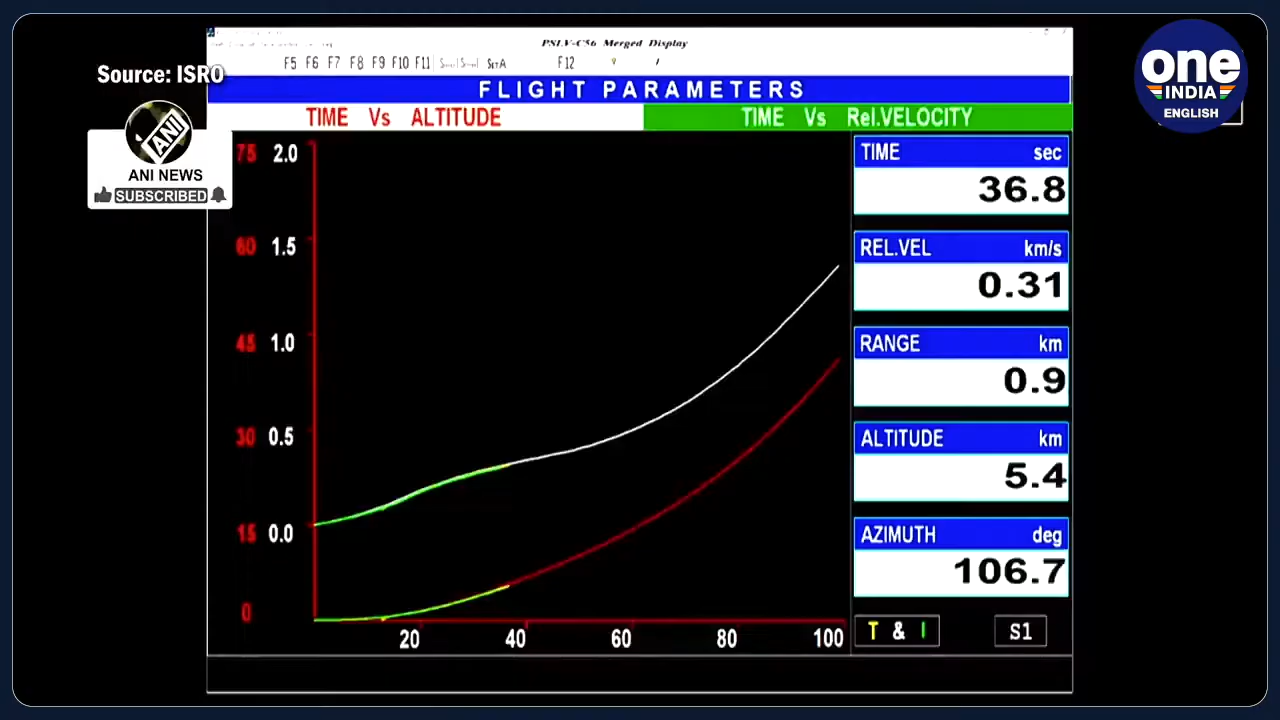 PSLV-C56 Merged Display
F5 F6 F7 F8 F9 F10 F11 F12
FLIGHT PARAMETERS
TIME Vs ALTITUDE
TIME Vs Rel.VELOCITY
Source: ISRO
ANI
ANI NEWS
SUBSCRIBED
one
INDIA
ENGLISH
75 2.0
60 1.5
45 1.0
30 0.5
15 0.0
0
20 40 60 80 100
TIME sec
36.8
REL.VEL km/s
0.31
RANGE km
0.9
ALTITUDE km
5.4
AZIMUTH deg
106.7
T & I
S1